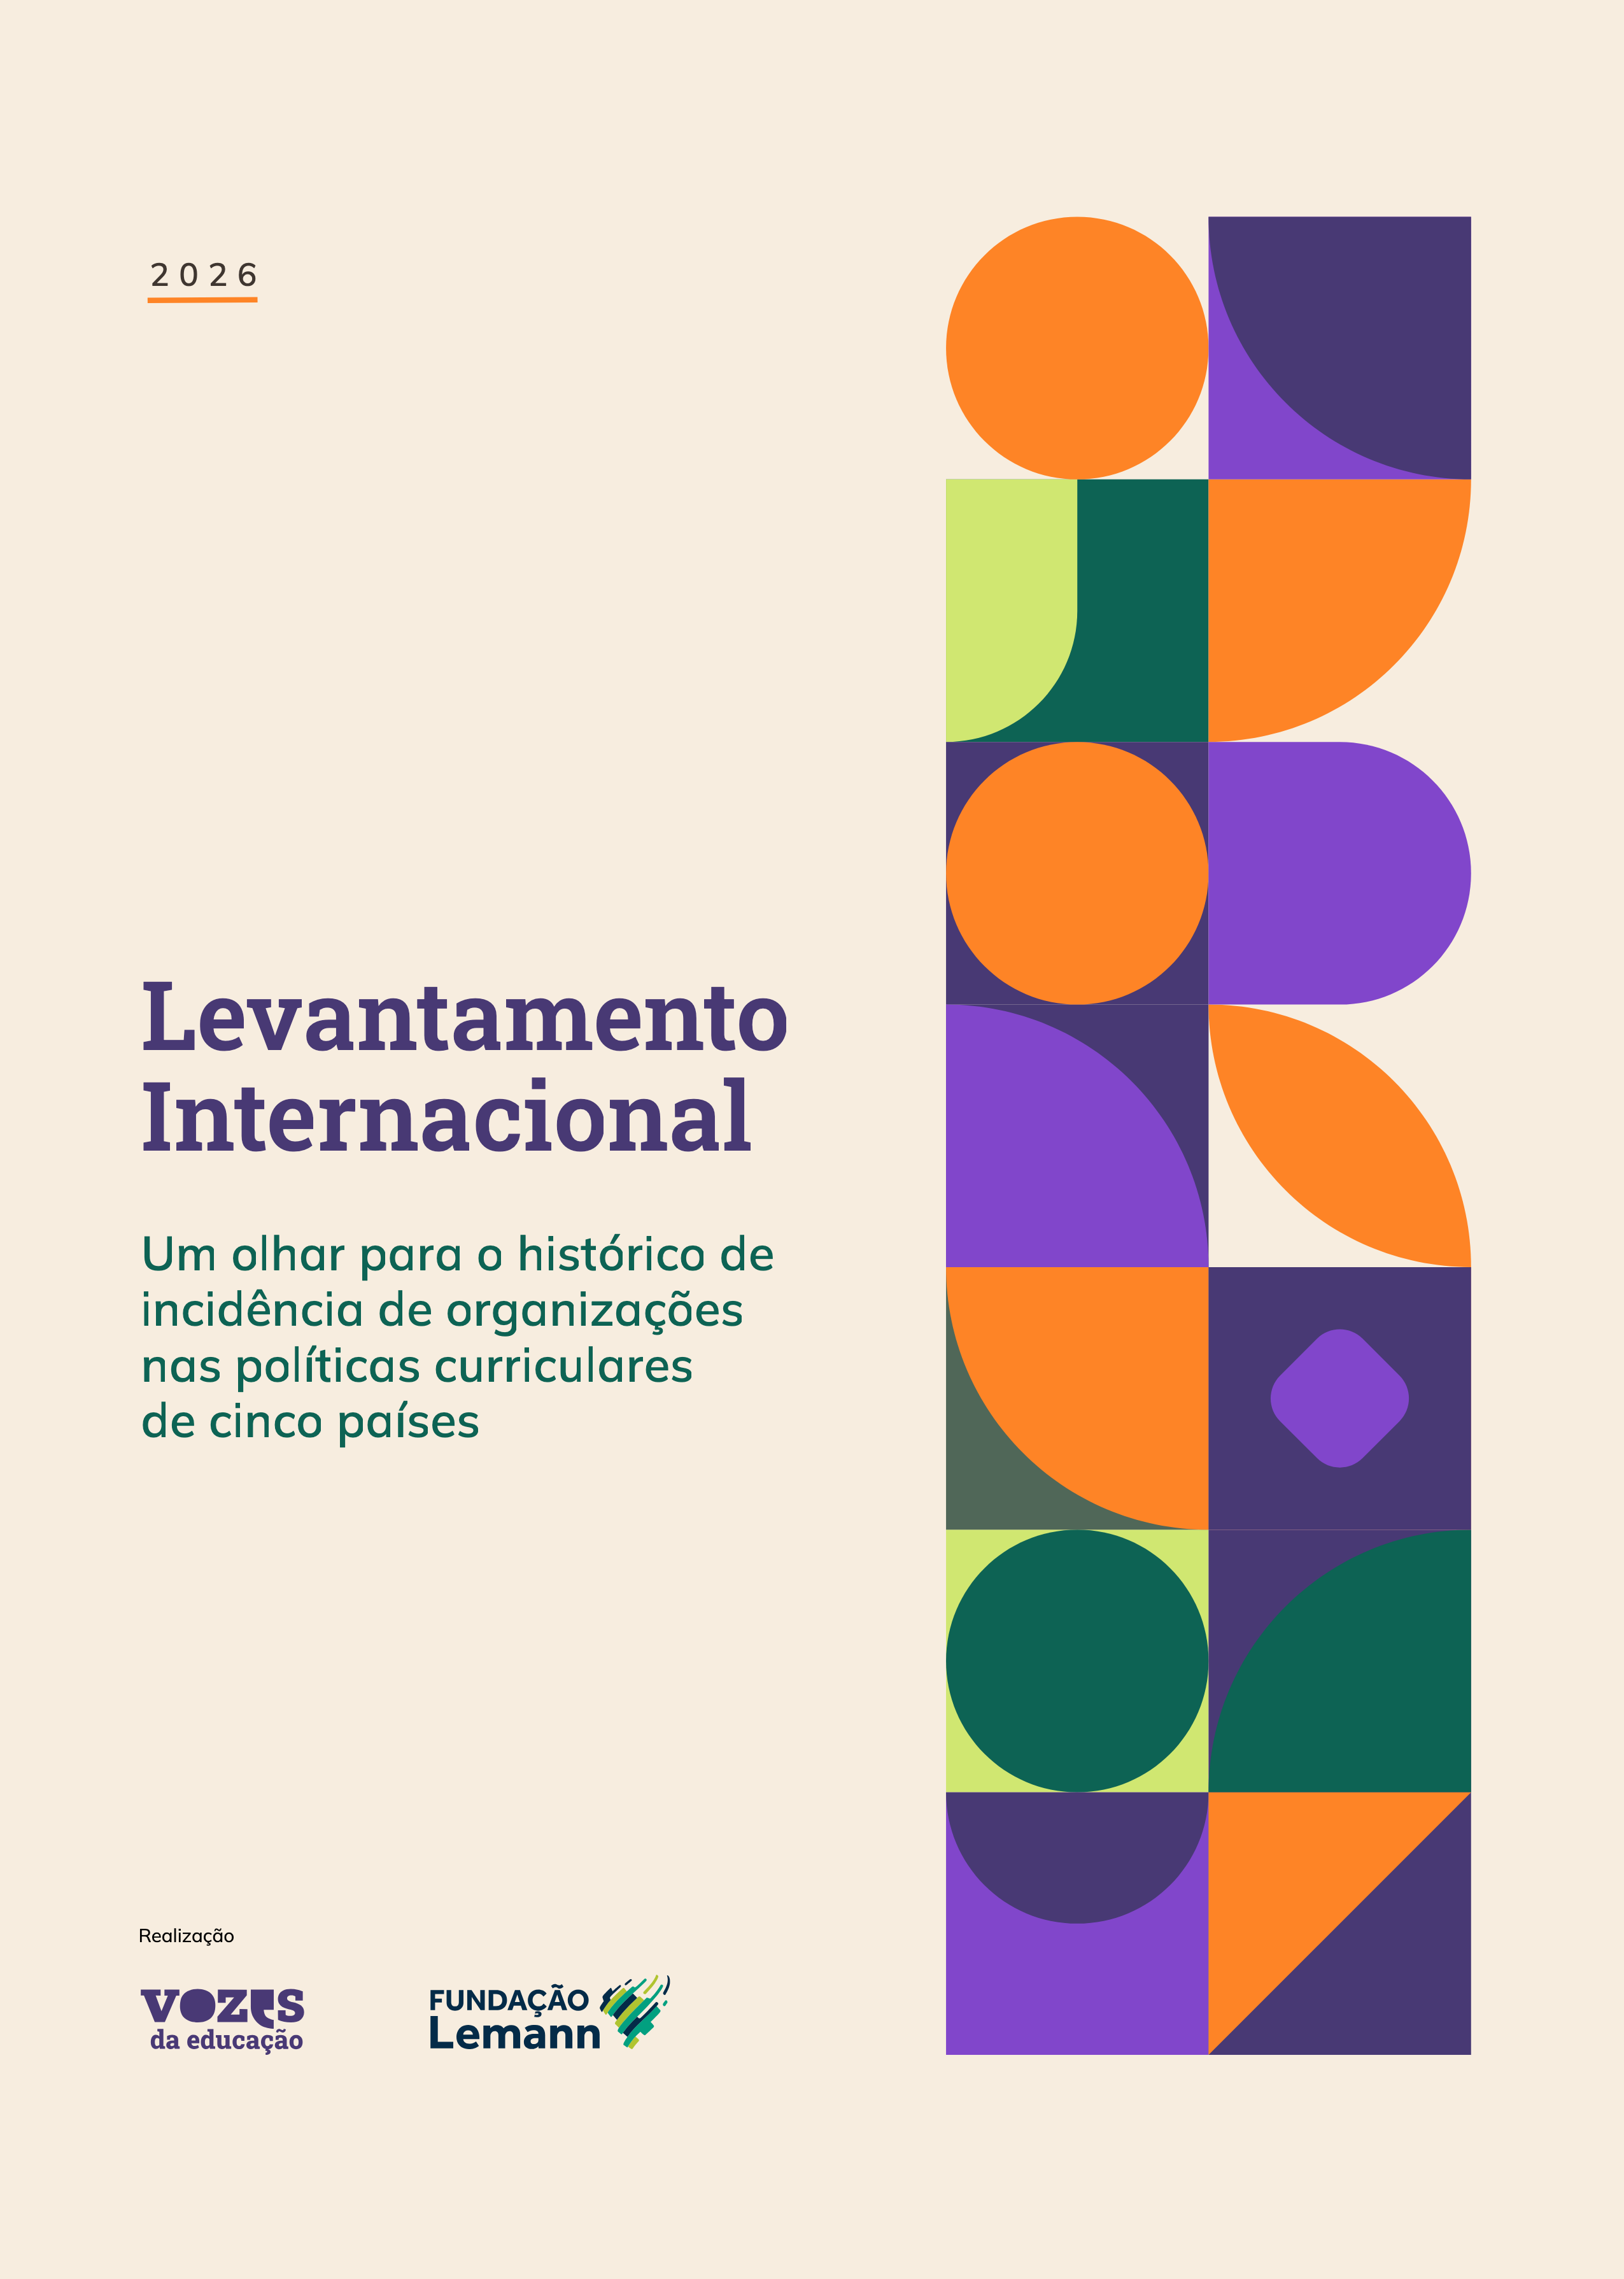 2026
Levantamento
Internacional
Um olhar para o histórico de
incidência de organizações
nas políticas curriculares
de cinco países
Realização
vozes
da educação
FUNDAÇÃO
Lemann